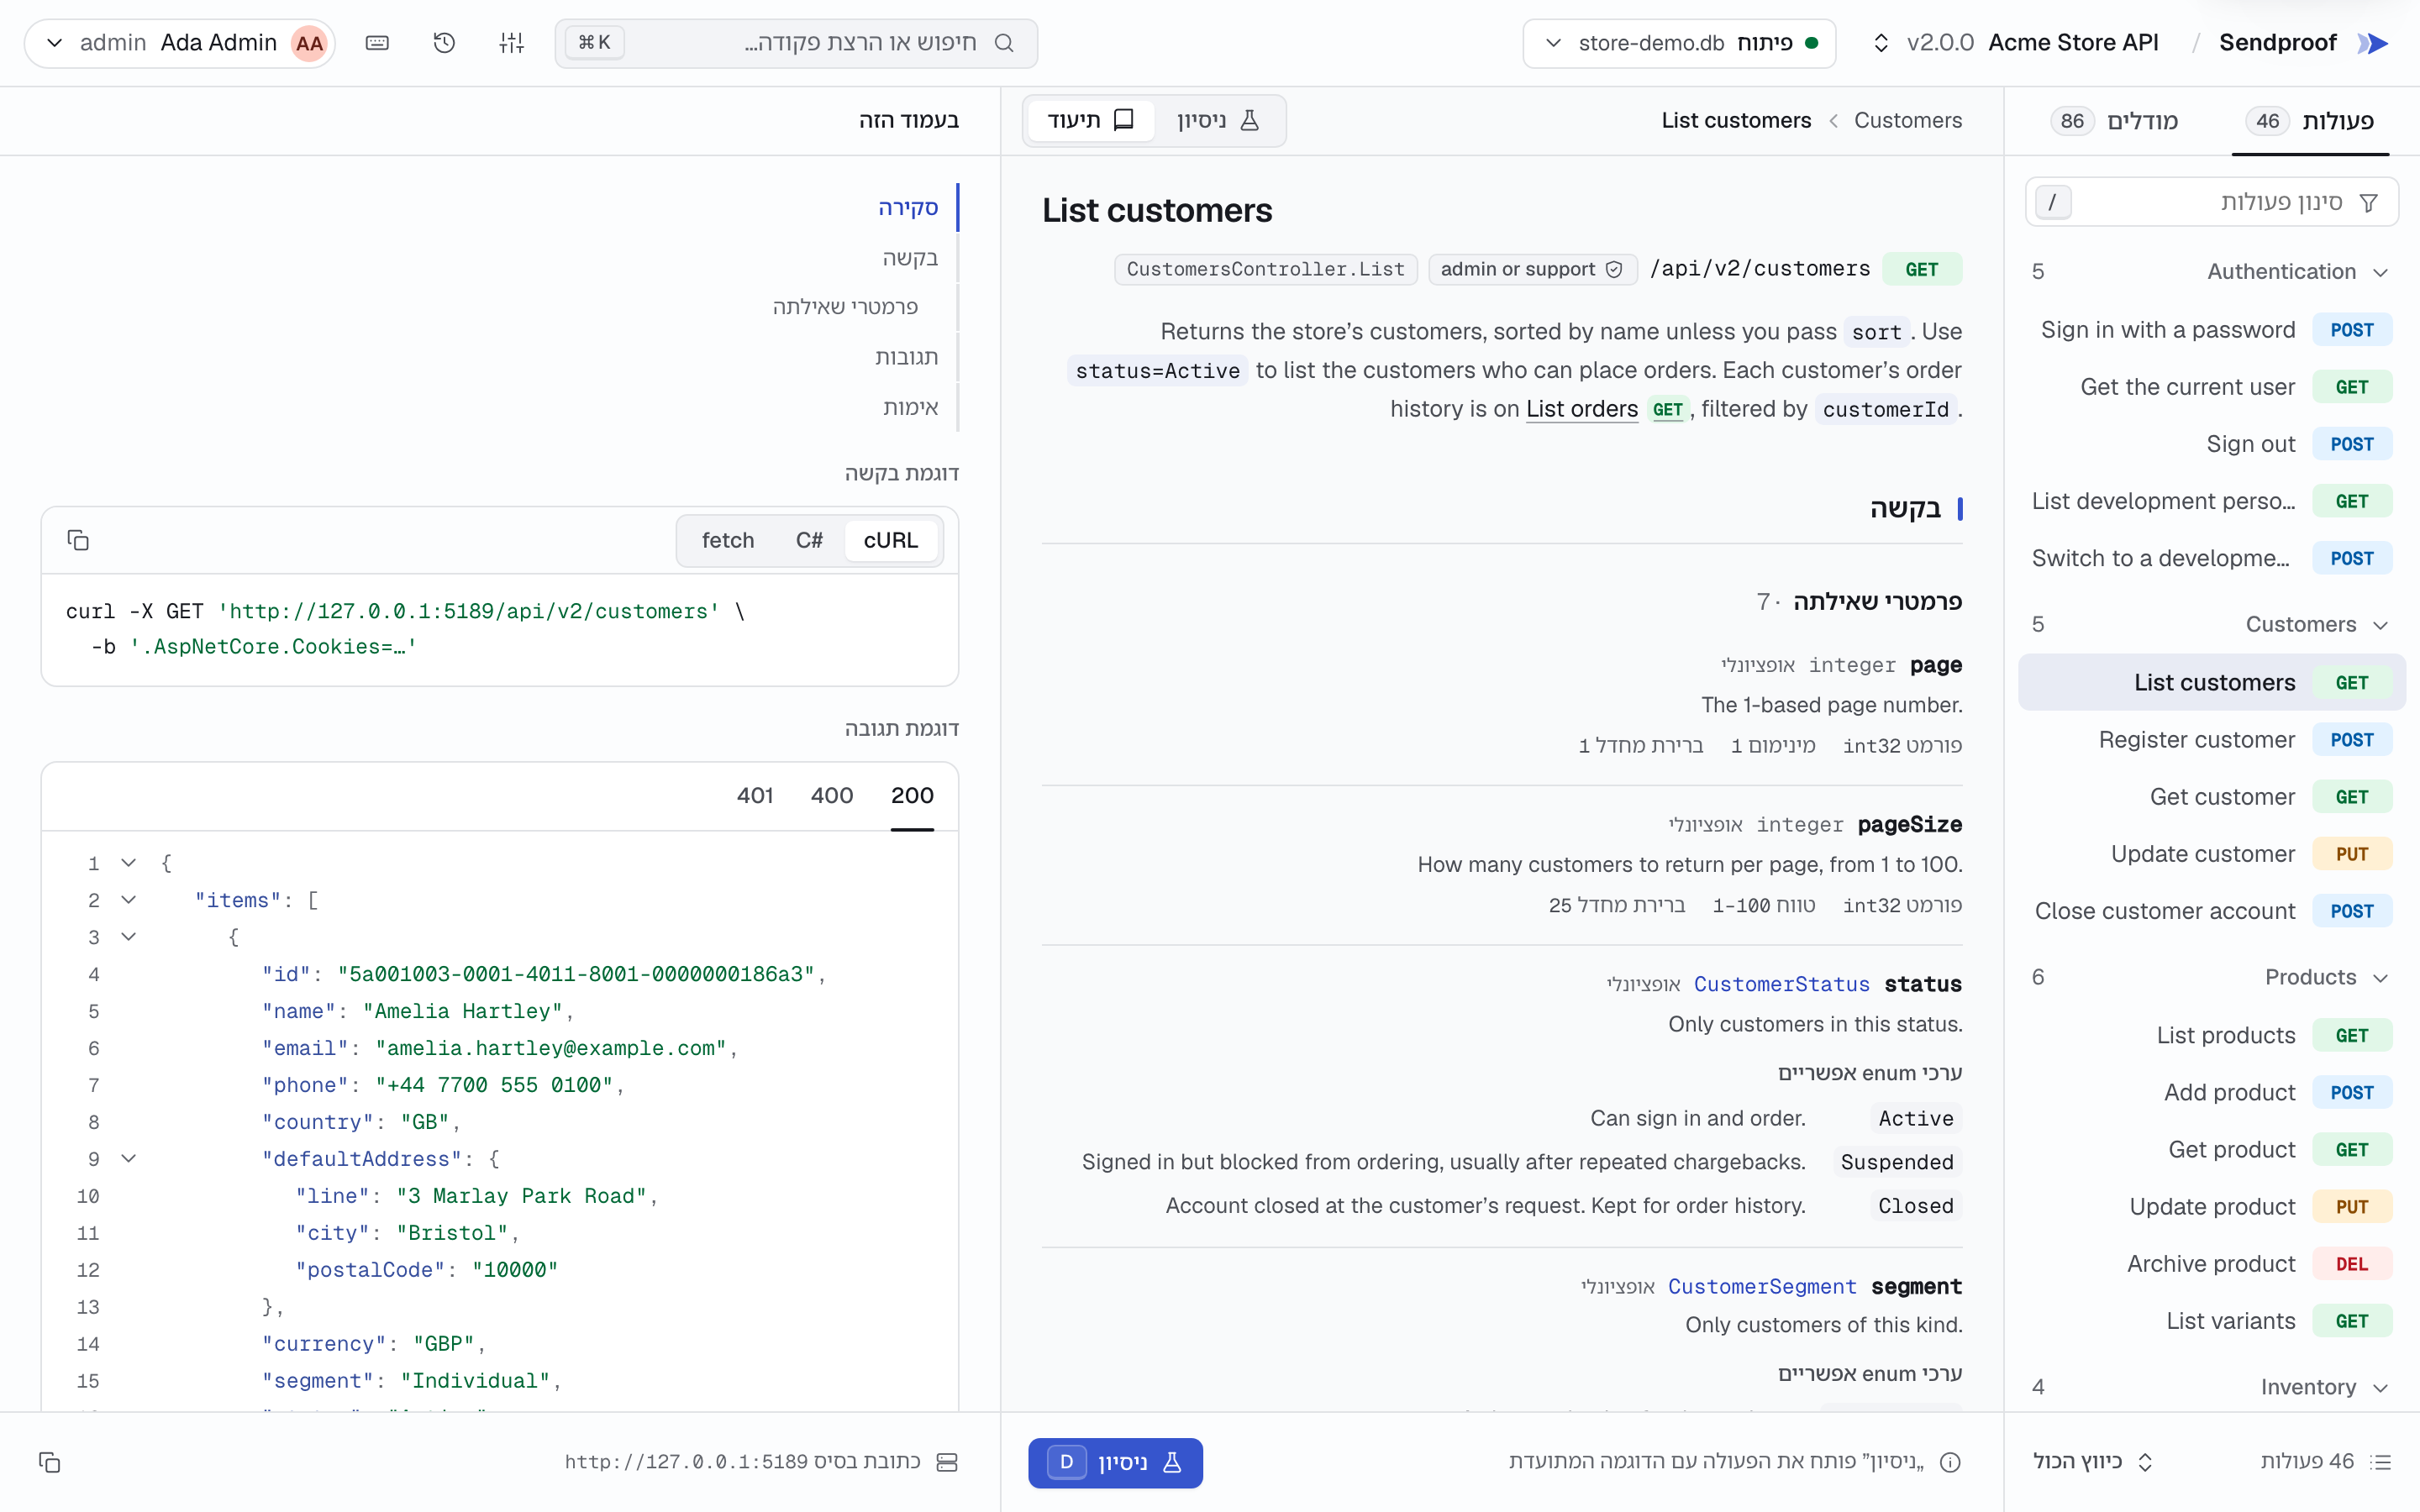 Sendproof / Acme Store API v2.0.0
פיתוח store-demo.db
חיפוש או הרצת פקודה... ⌘K
AA Ada Admin admin
פעולות 46 מודלים 86
סינון פעולות /
Authentication 5
POST Sign in with a password
GET Get the current user
POST Sign out
GET List development perso...
POST Switch to a developme...
Customers 5
GET List customers
POST Register customer
GET Get customer
PUT Update customer
POST Close customer account
Products 6
GET List products
POST Add product
GET Get product
PUT Update product
DEL Archive product
GET List variants
Inventory 4
46 פעולות כיווץ הכול
Customers List customers
ניסיון תיעוד
List customers
GET /api/v2/customers admin or support CustomersController.List
Returns the store’s customers, sorted by name unless you pass sort. Use
status=Active to list the customers who can place orders. Each customer’s order
history is on List orders GET, filtered by customerId.
בקשה
פרמטרי שאילתה · 7
page integer אופציונלי
The 1-based page number.
פורמט int32 מינימום 1 ברירת מחדל 1
pageSize integer אופציונלי
How many customers to return per page, from 1 to 100.
פורמט int32 טווח 1–100 ברירת מחדל 25
status CustomerStatus אופציונלי
Only customers in this status.
ערכי enum אפשריים
Active Can sign in and order.
Suspended Signed in but blocked from ordering, usually after repeated chargebacks.
Closed Account closed at the customer’s request. Kept for order history.
segment CustomerSegment אופציונלי
Only customers of this kind.
ערכי enum אפשריים
„ניסיון” פותח את הפעולה עם הדוגמה המתועדת
ניסיון D
בעמוד הזה
סקירה
בקשה
פרמטרי שאילתה
תגובות
אימות
דוגמת בקשה
cURL C# fetch
curl -X GET 'http://127.0.0.1:5189/api/v2/customers' \
-b '.AspNetCore.Cookies=…'
דוגמת תגובה
200 400 401
1 {
2 "items": [
3 {
4 "id": "5a001003-0001-4011-8001-0000000186a3",
5 "name": "Amelia Hartley",
6 "email": "amelia.hartley@example.com",
7 "phone": "+44 7700 555 0100",
8 "country": "GB",
9 "defaultAddress": {
10 "line": "3 Marlay Park Road",
11 "city": "Bristol",
12 "postalCode": "10000"
13 },
14 "currency": "GBP",
15 "segment": "Individual",
כתובת בסיס http://127.0.0.1:5189